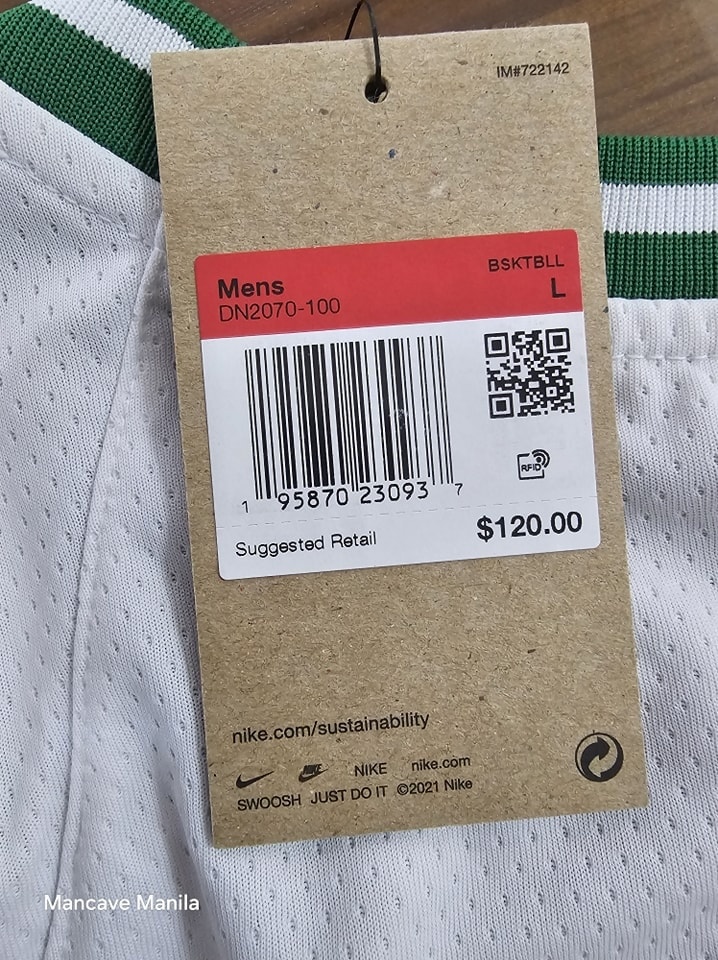 IM#722142
Mens
DN2070-100
BSKTBLL
L
RFID
1 95870 23093 7
Suggested Retail
$120.00
nike.com/sustainability
NIKE nike.com
SWOOSH JUST DO IT ©2021 Nike
Mancave Manila